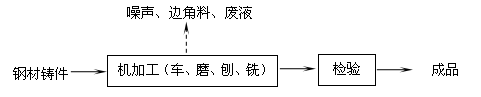 噪声、边角料、废液
钢材铸件
机加工（车、磨、刨、铣）
检验
成品